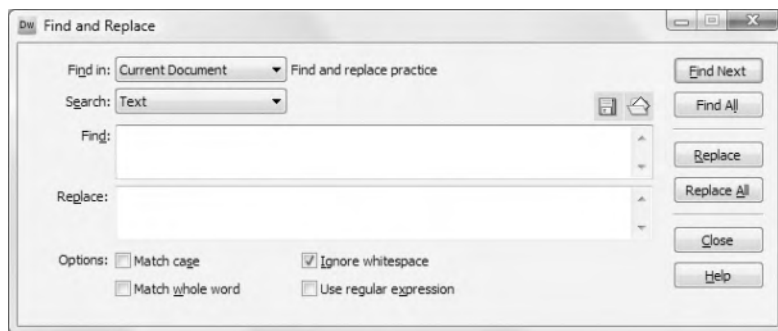 Dw Find and Replace
Find in: Current Document Find and replace practice
Find Next
Search: Text
Find All
Find:
Replace
Replace:
Replace All
Close
Options: Match case Ignore whitespace
Help
Match whole word Use regular expression